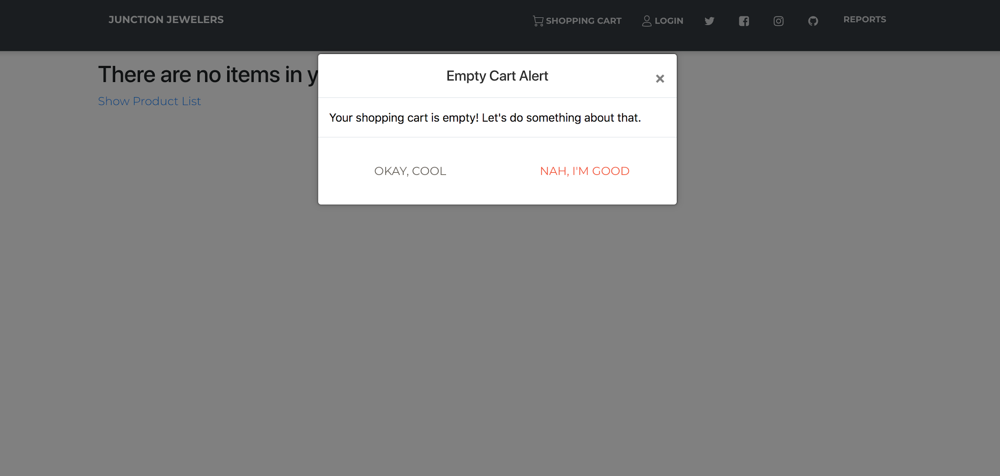 JUNCTION JEWELERS
SHOPPING CART
LOGIN
REPORTS
There are no items in y
Show Product List
Empty Cart Alert
×
Your shopping cart is empty! Let's do something about that.
OKAY, COOL
NAH, I'M GOOD